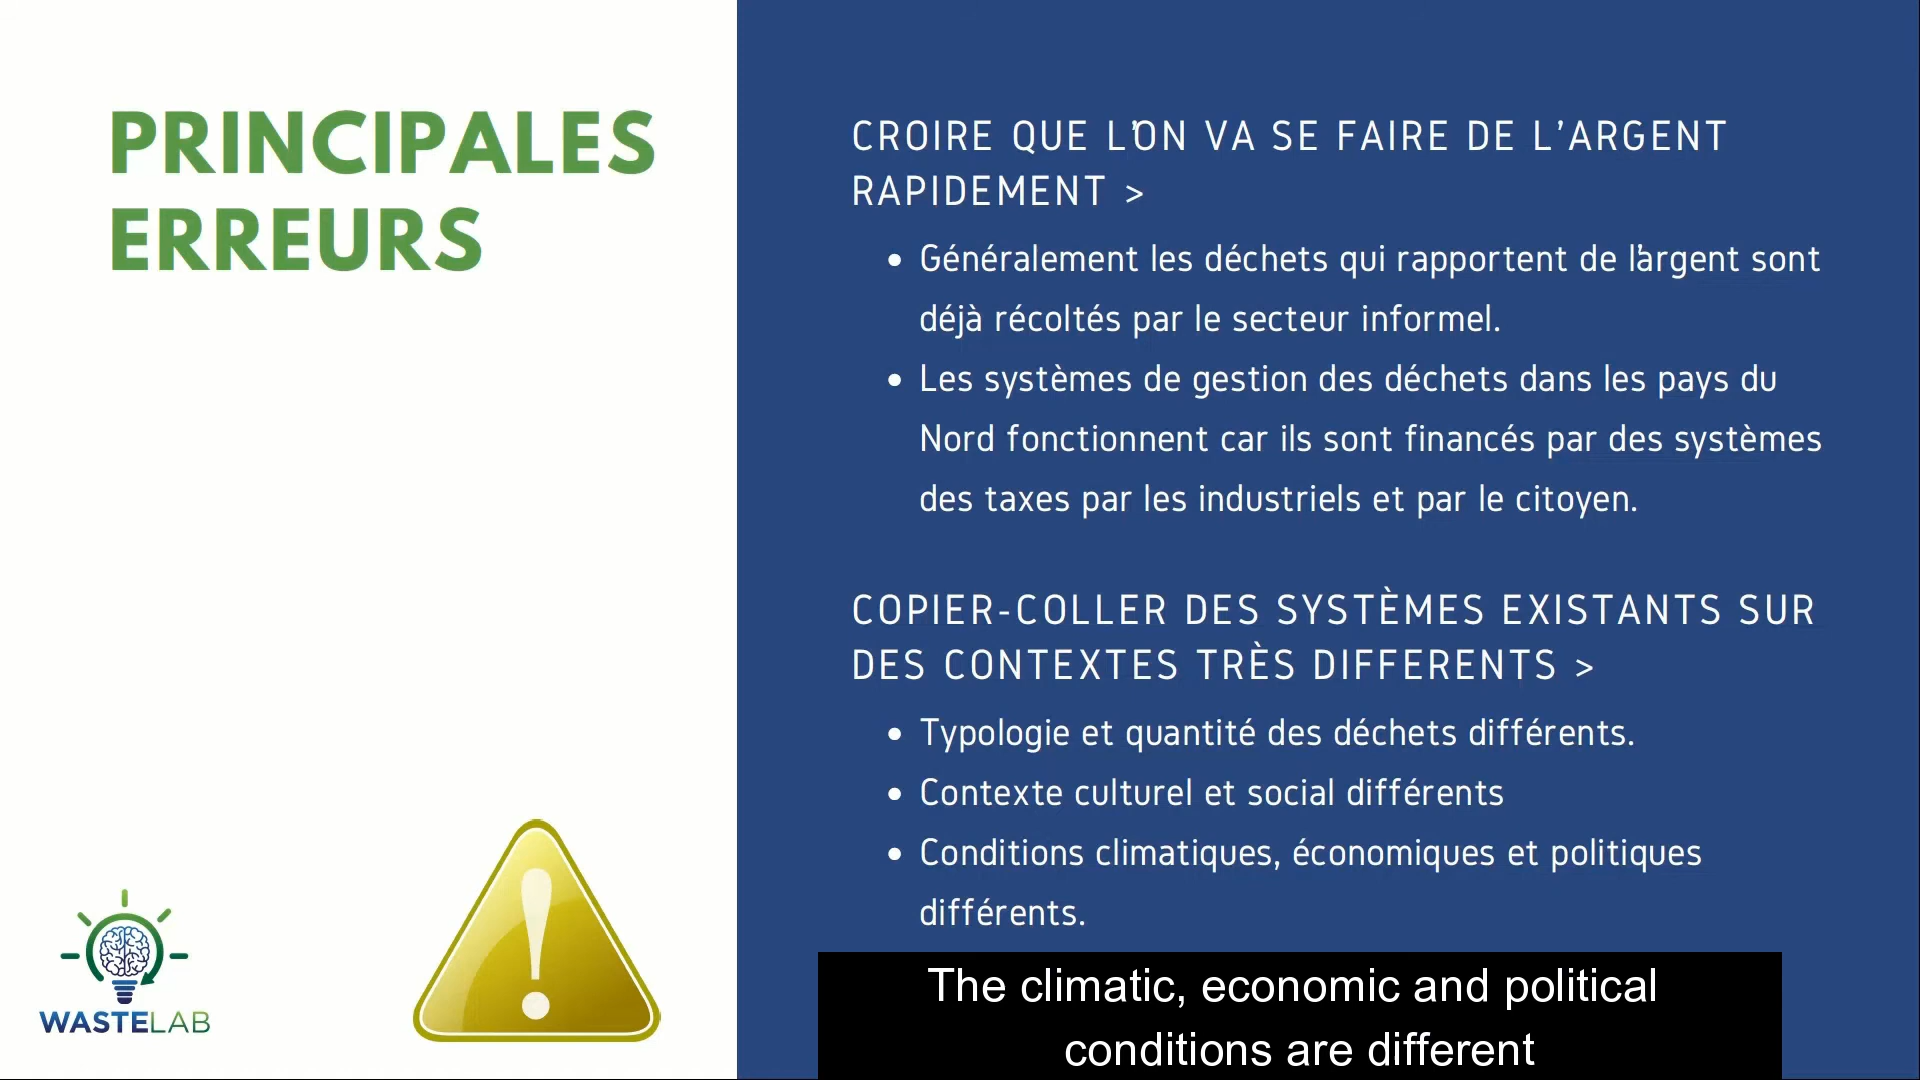 PRINCIPALES
ERREURS
CROIRE QUE L'ON VA SE FAIRE DE L'ARGENT
RAPIDEMENT >
• Généralement les déchets qui rapportent de l'argent sont
déjà récoltés par le secteur informel.
• Les systèmes de gestion des déchets dans les pays du
Nord fonctionnent car ils sont financés par des systèmes
des taxes par les industriels et par le citoyen.
COPIER-COLLER DES SYSTÈMES EXISTANTS SUR
DES CONTEXTES TRÈS DIFFERENTS >
• Typologie et quantité des déchets différents.
• Contexte culturel et social différents
• Conditions climatiques, économiques et politiques
différents.
WASTELAB
The climatic, economic and political
conditions are different